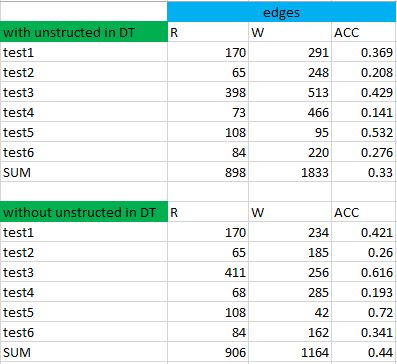 edges
with unstructed in DT R W ACC
test1 170 291 0.369
test2 65 248 0.208
test3 398 513 0.429
test4 73 466 0.141
test5 108 95 0.532
test6 84 220 0.276
SUM 898 1833 0.33
without unstructed in DT R W ACC
test1 170 234 0.421
test2 65 185 0.26
test3 411 256 0.616
test4 68 285 0.193
test5 108 42 0.72
test6 84 162 0.341
SUM 906 1164 0.44